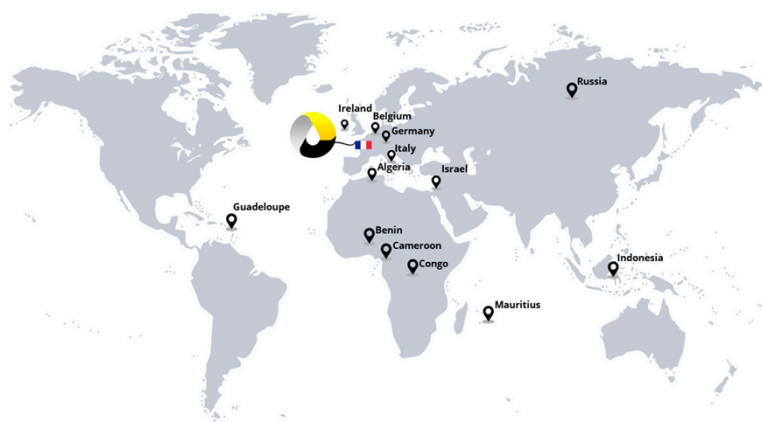 Russia
Ireland
Belgium
Germany
Italy
Algeria
Israel
Guadeloupe
Benin
Cameroon
Congo
Indonesia
Mauritius